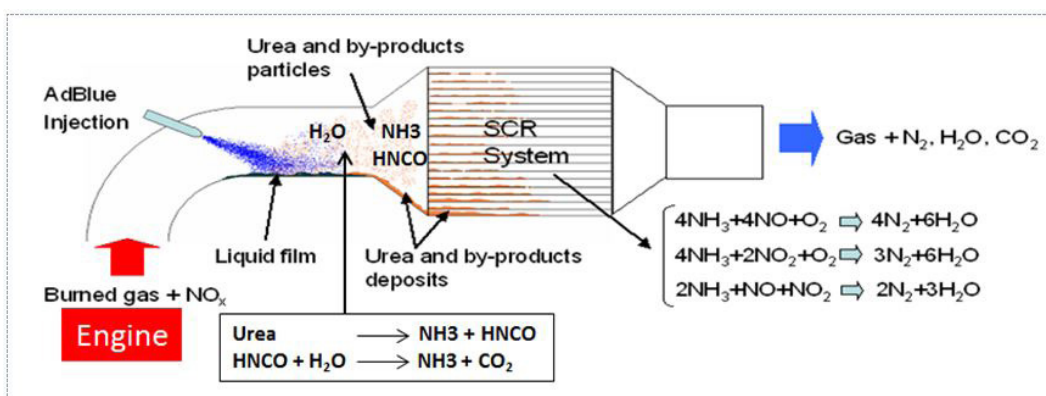 Urea and by-products
particles
AdBlue
Injection
H₂O
NH3
HNCO
SCR
System
Gas + N₂, H₂O, CO₂
4NH₃+4NO+O₂ ⇨ 4N₂+6H₂O
4NH₃+2NO₂+O₂ ⇨ 3N₂+6H₂O
2NH₃+NO+NO₂ ⇨ 2N₂+3H₂O
Liquid film
Urea and by-products
deposits
Burned gas + NOₓ
Engine
Urea → NH3 + HNCO
HNCO + H₂O → NH3 + CO₂